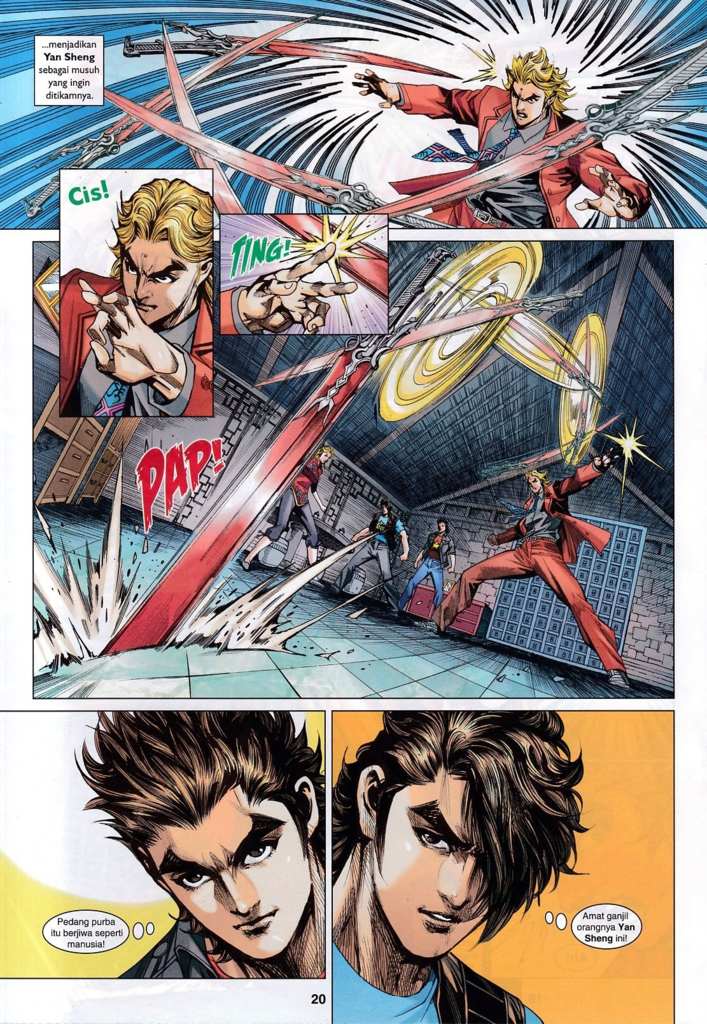 ...menjadikan
Yan Sheng
sebagai musuh
yang ingin
ditikamnya.
Cis!
TING!
PAP!
Pedang purba
itu berjiwa seperti
manusia!
Amat ganjil
orangnya Yan
Sheng ini!
20